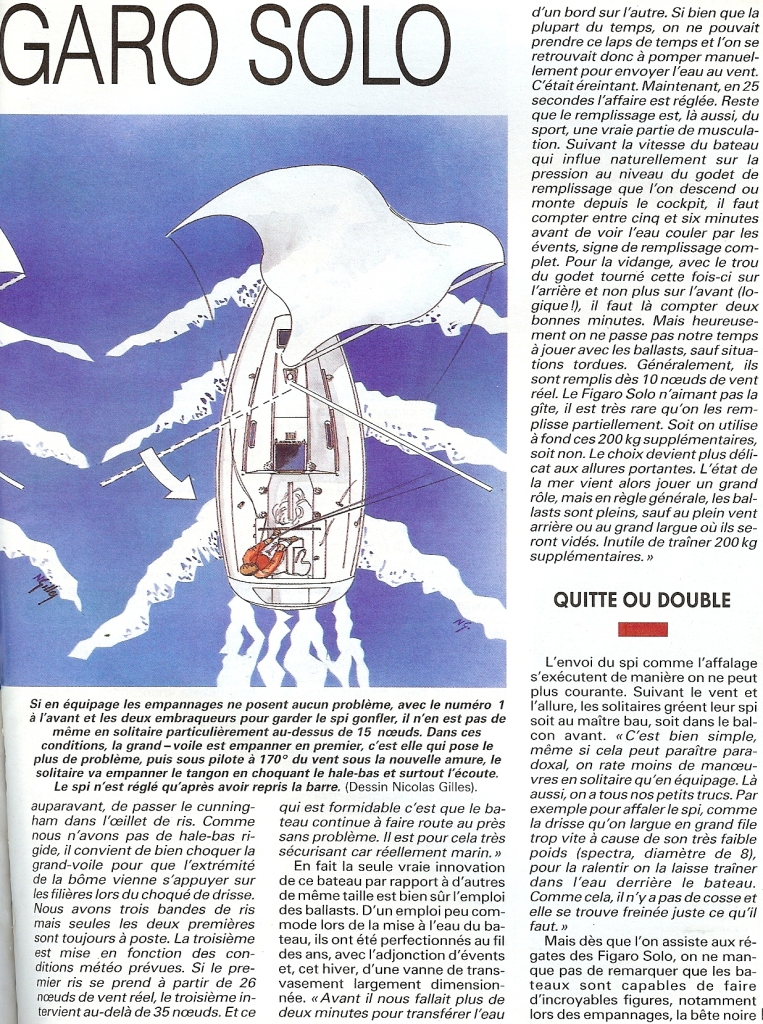 GARO SOLO
Si en équipage les empannages ne posent aucun problème, avec le numéro 1
à l'avant et les deux embraqueurs pour garder le spi gonfler, il n'en est pas de
même en solitaire particulièrement au-dessus de 15 nœuds. Dans ces
conditions, la grand-voile est empanner en premier, c'est elle qui pose le
plus de problème, puis sous pilote à 170° du vent sous la nouvelle amure, le
solitaire va empanner le tangon en choquant le hale-bas et surtout l'écoute.
Le spi n'est réglé qu'après avoir repris la barre. (Dessin Nicolas Gilles).
auparavant, de passer le cunning-
ham dans l'œillet de ris. Comme
nous n'avons pas de hale-bas ri-
gide, il convient de bien choquer la
grand-voile pour que l'extrémité
de la bôme vienne s'appuyer sur
les filières lors du choqué de drisse.
Nous avons trois bandes de ris
mais seules les deux premières
sont toujours à poste. La troisième
est mise en fonction des con-
ditions météo prévues. Si le pre-
mier ris se prend à partir de 26
nœuds de vent réel, le troisième in-
tervient au-delà de 35 nœuds. Et ce
qui est formidable c'est que le ba-
teau continue à faire route au près
sans problème. Il est pour cela très
sécurisant car réellement marin. »
En fait la seule vraie innovation
de ce bateau par rapport à d'autres
de même taille est bien sûr l'emploi
des ballasts. D'un emploi peu com-
mode lors de la mise à l'eau du ba-
teau, ils ont été perfectionnés au fil
des ans, avec l'adjonction d'évents
et, cet hiver, d'une vanne de trans-
vasement largement dimension-
née. « Avant il nous fallait plus de
deux minutes pour transférer l'eau
d'un bord sur l'autre. Si bien que la
plupart du temps, on ne pouvait
prendre ce laps de temps et l'on se
retrouvait donc à pomper manuel-
lement pour envoyer l'eau au vent.
C'était éreintant. Maintenant, en 25
secondes l'affaire est réglée. Reste
que le remplissage est, là aussi, du
sport, une vraie partie de muscula-
tion. Suivant la vitesse du bateau
qui influe naturellement sur la
pression au niveau du godet de
remplissage que l'on descend ou
monte depuis le cockpit, il faut
compter entre cinq et six minutes
avant de voir l'eau couler par les
évents, signe de remplissage com-
plet. Pour la vidange, avec le trou
du godet tourné cette fois-ci sur
l'arrière et non plus sur l'avant (lo-
gique !), il faut là compter deux
bonnes minutes. Mais heureuse-
ment on ne passe pas notre temps
à jouer avec les ballasts, sauf situa-
tions tordues. Généralement, ils
sont remplis dès 10 nœuds de vent
réel. Le Figaro Solo n'aimant pas la
gîte, il est très rare qu'on les rem-
plisse partiellement. Soit on utilise
à fond ces 200 kg supplémentaires,
soit non. Le choix devient plus déli-
cat aux allures portantes. L'état de
la mer vient alors jouer un grand
rôle, mais en règle générale, les bal-
lasts sont pleins, sauf au plein vent
arrière ou au grand largue où ils se-
ront vidés. Inutile de traîner 200 kg
supplémentaires. »
QUITTE OU DOUBLE
L'envoi du spi comme l'affalage
s'exécutent de manière on ne peut
plus courante. Suivant le vent et
l'allure, les solitaires gréent leur spi
soit au maître bau, soit dans le bal-
con avant. « C'est bien simple,
même si cela peut paraître para-
doxal, on rate moins de manœu-
vres en solitaire qu'en équipage. Là
aussi, on a tous nos petits trucs. Par
exemple pour affaler le spi, comme
la drisse qu'on largue en grand file
trop vite à cause de son très faible
poids (spectra, diamètre de 8),
pour la ralentir on la laisse traîner
dans l'eau derrière le bateau.
Comme cela, il n'y a pas de cosse et
elle se trouve freinée juste ce qu'il
faut. »
Mais dès que l'on assiste aux ré-
gates des Figaro Solo, on ne man-
que pas de remarquer que les ba-
teaux sont capables de faire
d'incroyables figures, notamment
lors des empannages, la bête noire